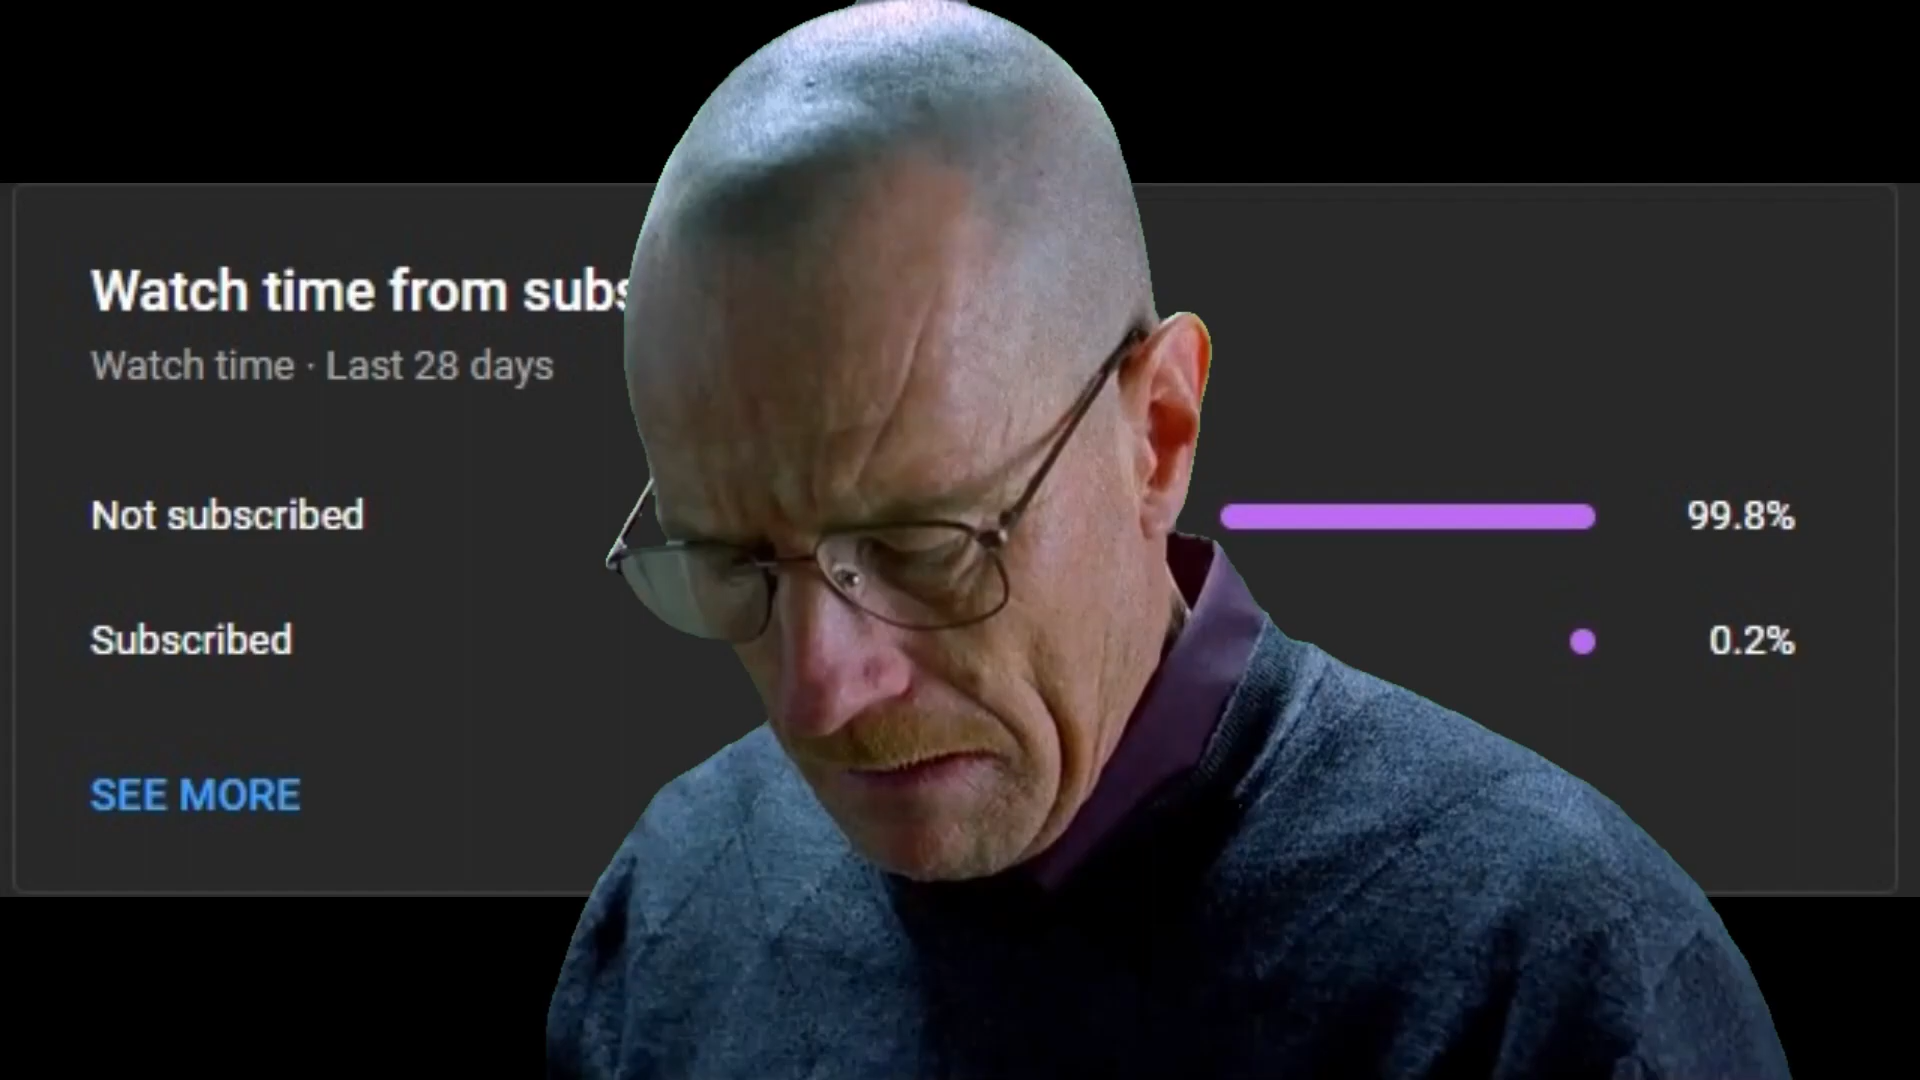 Watch time from subs
Watch time · Last 28 days
Not subscribed 99.8%
Subscribed 0.2%
SEE MORE